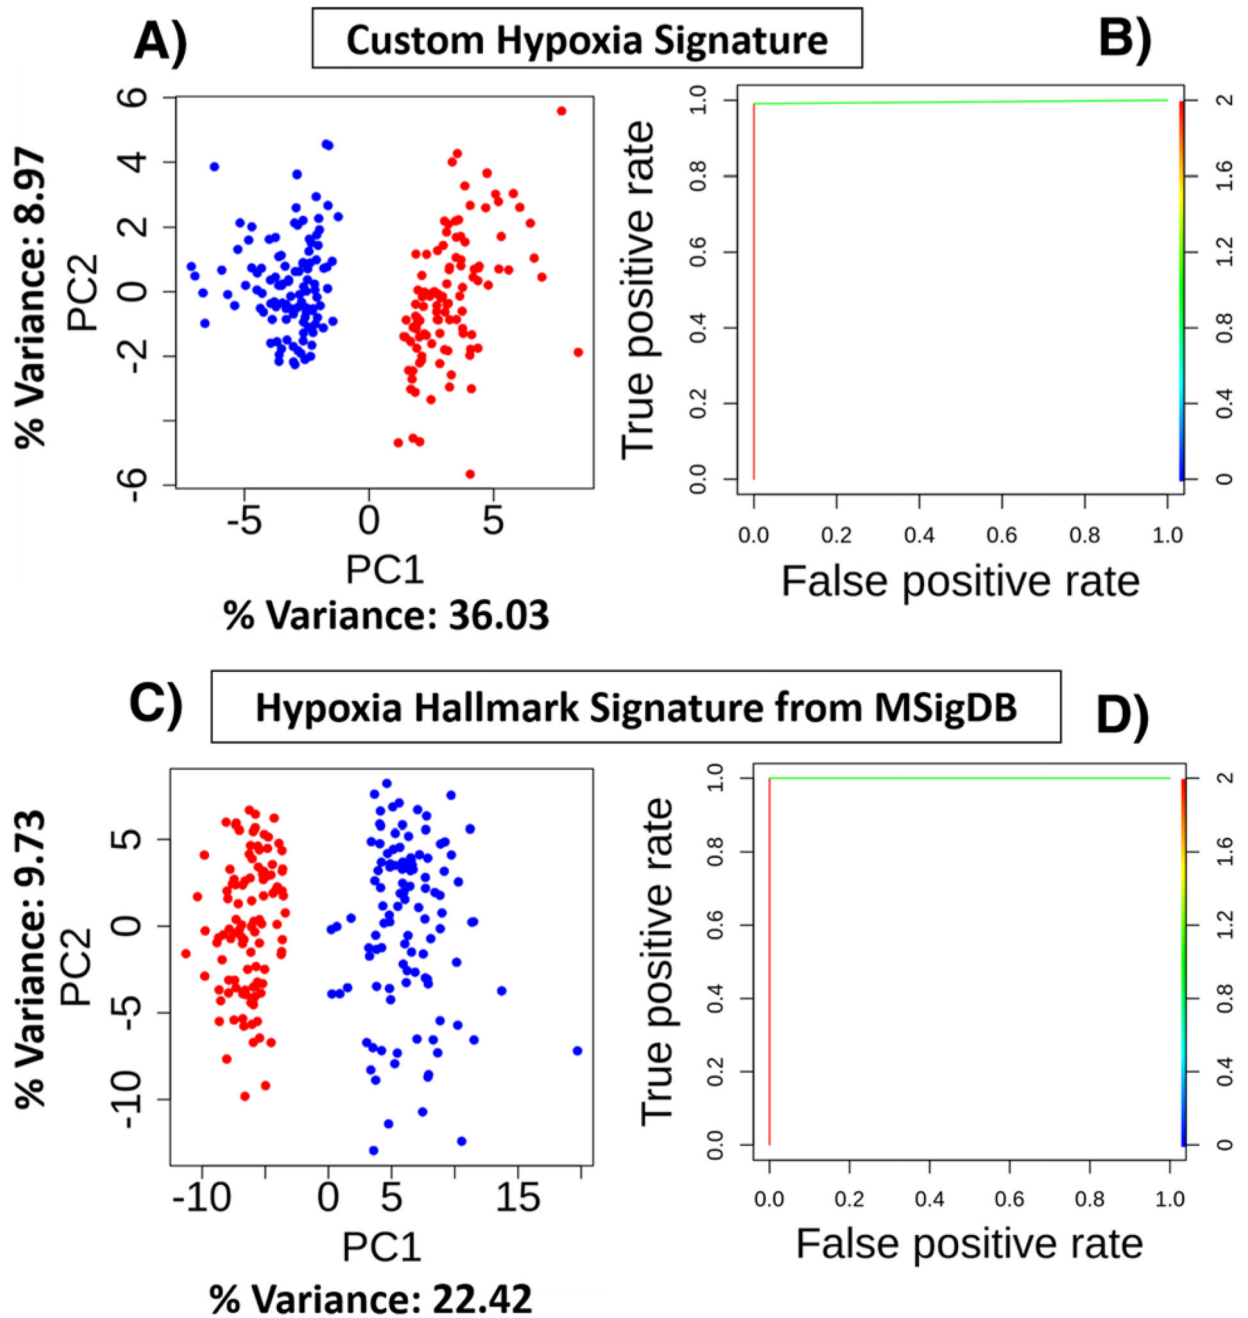 A)
Custom Hypoxia Signature
B)
% Variance: 8.97
PC2
6
4
2
0
-2
-6
-5
0
5
PC1
% Variance: 36.03
True positive rate
1.0
0.8
0.6
0.4
0.2
0.0
0.0
0.2
0.4
0.6
0.8
1.0
False positive rate
2
1.6
1.2
0.8
0.4
0
C)
Hypoxia Hallmark Signature from MSigDB
D)
% Variance: 9.73
PC2
5
0
-5
-10
-10
0
5
15
PC1
% Variance: 22.42
True positive rate
1.0
0.8
0.6
0.4
0.2
0.0
0.0
0.2
0.4
0.6
0.8
1.0
False positive rate
2
1.6
1.2
0.8
0.4
0